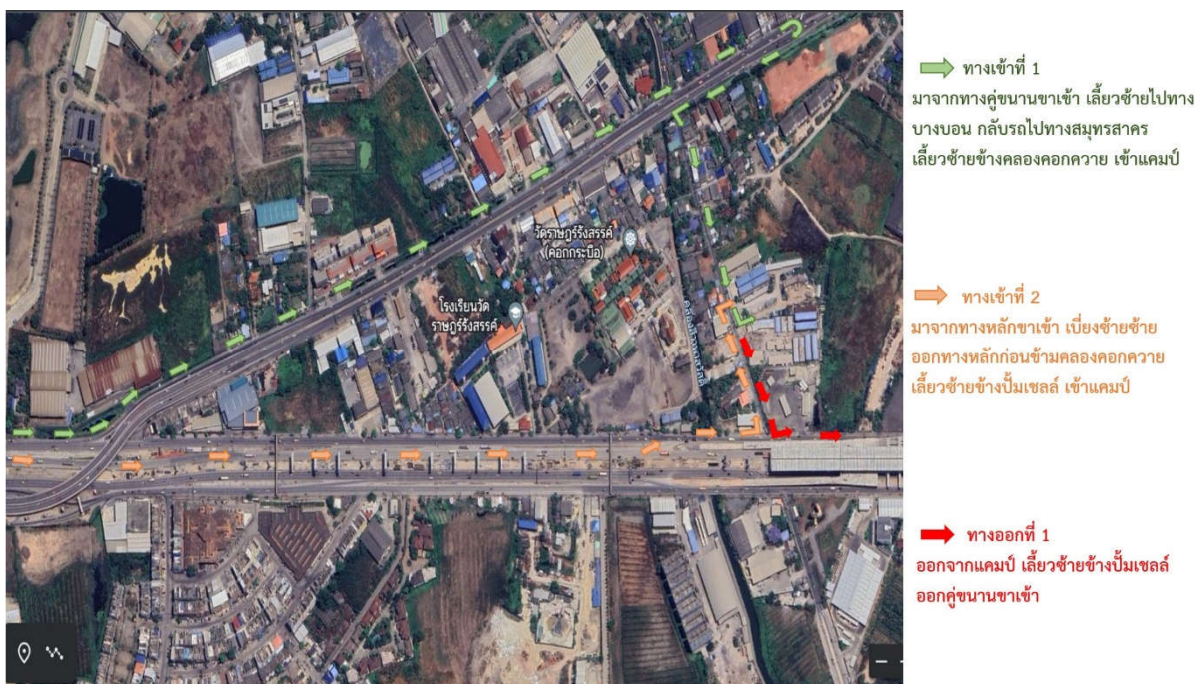 วัดราษฎร์รังสรรค์
(คอกกระบือ)
โรงเรียนวัด
ราษฎร์รังสรรค์
ทางเข้าที่ 1
มาจากทางคู่ขนานขาเข้า เลี้ยวซ้ายไปทาง
บางบอน กลับรถไปทางสมุทรสาคร
เลี้ยวซ้ายข้างคลองคอกควาย เข้าแคมป์
ทางเข้าที่ 2
มาจากทางหลักขาเข้า เบี่ยงซ้ายซ้าย
ออกทางหลักก่อนข้ามคลองคอกควาย
เลี้ยวซ้ายข้างปั้มเชลล์ เข้าแคมป์
ทางออกที่ 1
ออกจากแคมป์ เลี้ยวซ้ายข้างปั้มเชลล์
ออกคู่ขนานขาเข้า